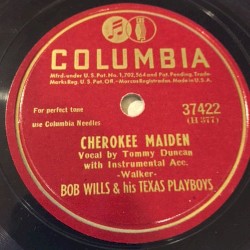 COLUMBIA
Mfrd. under U.S. Pat. No. 1,702,564 and Pat. Pending. Trade-
Marks Reg. U.S. Pat. Off. • Marcas Registradas. Made in U.S.A.
For perfect tone
use Columbia Needles
37422
(H 377)
CHEROKEE MAIDEN
Vocal by Tommy Duncan
with Instrumental Acc.
-Walker-
BOB WILLS & his TEXAS PLAYBOYS